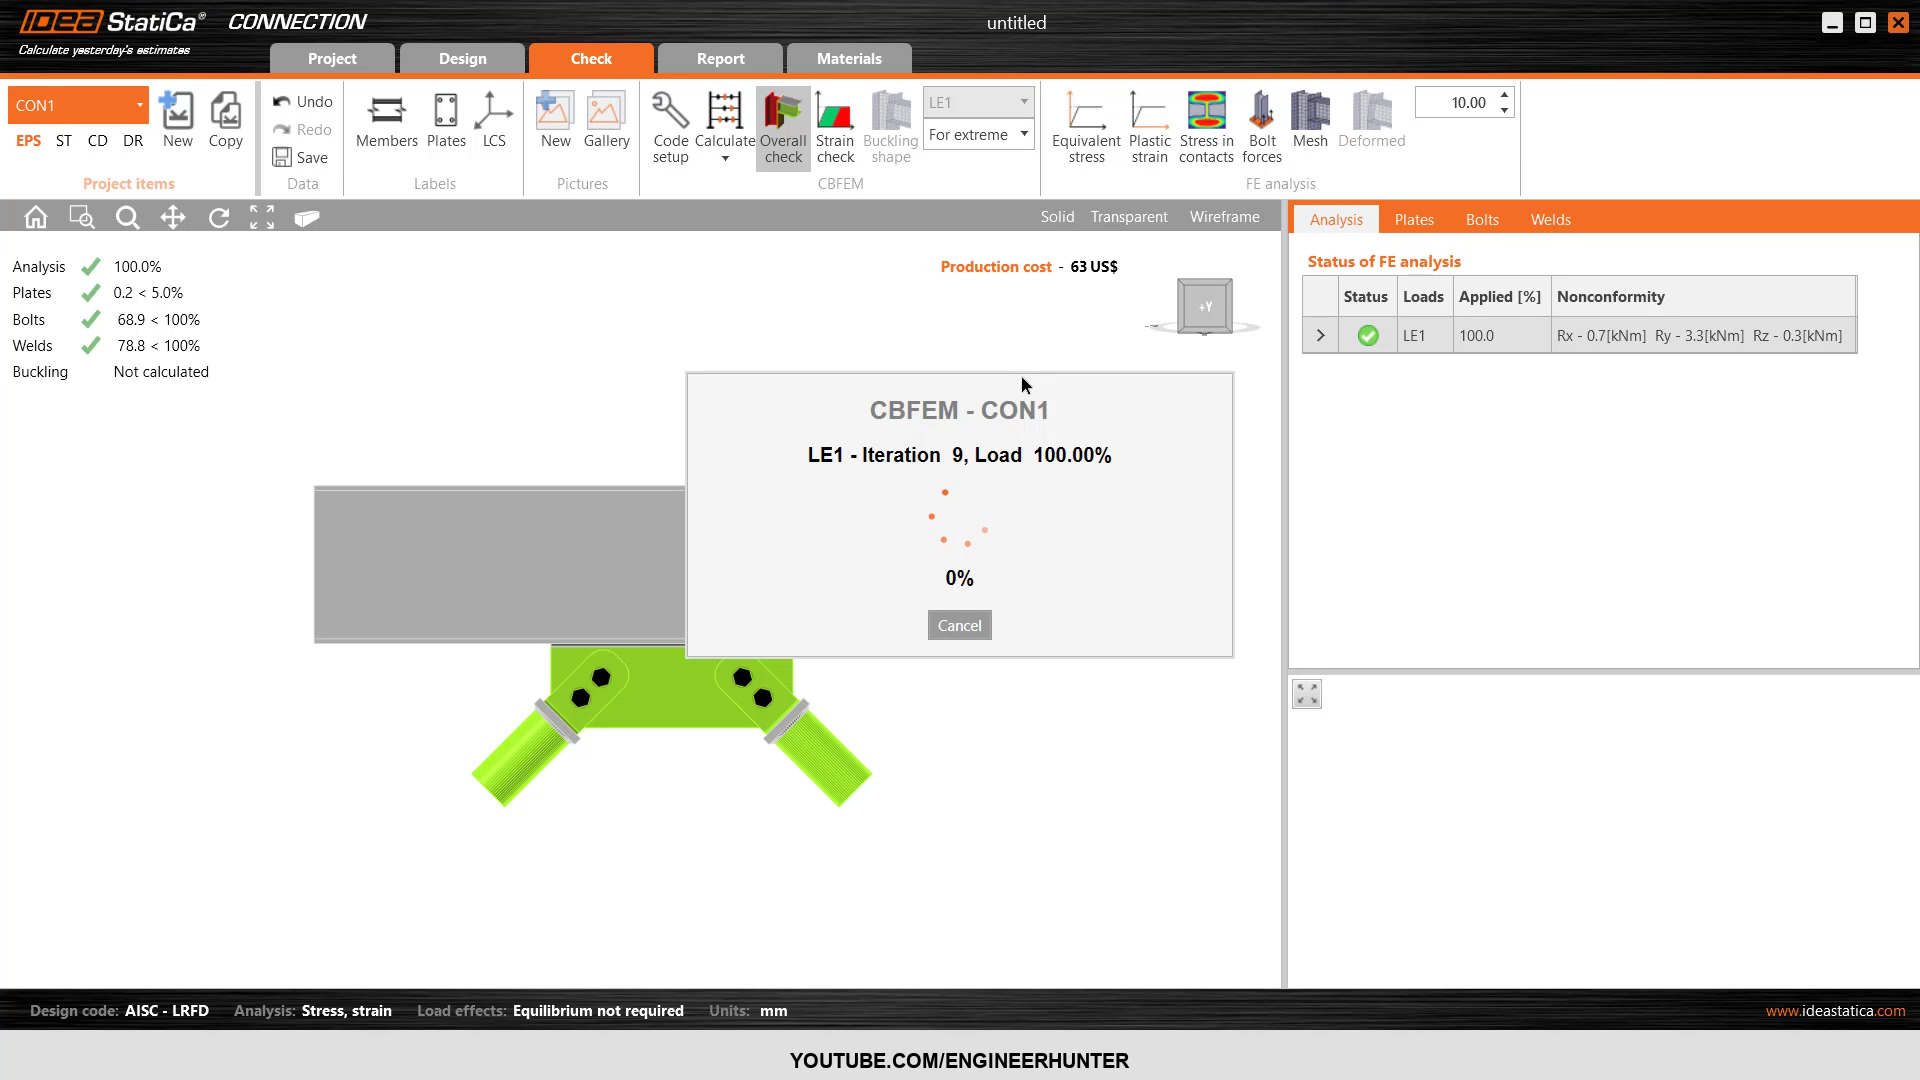 IDEA StatiCa® CONNECTION
Calculate yesterday's estimates
untitled
Project Design Check Report Materials
CON1
EPS ST CD DR
New Copy
Project items
Undo
Redo
Save
Data
Members Plates LCS
Labels
New Gallery
Pictures
Code setup
Calculate
Overall check
Strain check
Buckling shape
LE1
For extreme
CBFEM
Equivalent stress
Plastic strain
Stress in contacts
Bolt forces
Mesh
Deformed
10.00
FE analysis
Solid Transparent Wireframe
Analysis 100.0%
Plates 0.2 < 5.0%
Bolts 68.9 < 100%
Welds 78.8 < 100%
Buckling Not calculated
Production cost - 63 US$
+Y
CBFEM - CON1
LE1 - Iteration 9, Load 100.00%
0%
Cancel
Analysis Plates Bolts Welds
Status of FE analysis
Status Loads Applied [%] Nonconformity
LE1 100.0 Rx - 0.7[kNm] Ry - 3.3[kNm] Rz - 0.3[kNm]
Design code: AISC - LRFD Analysis: Stress, strain Load effects: Equilibrium not required Units: mm
www.ideastatica.com
YOUTUBE.COM/ENGINEERHUNTER